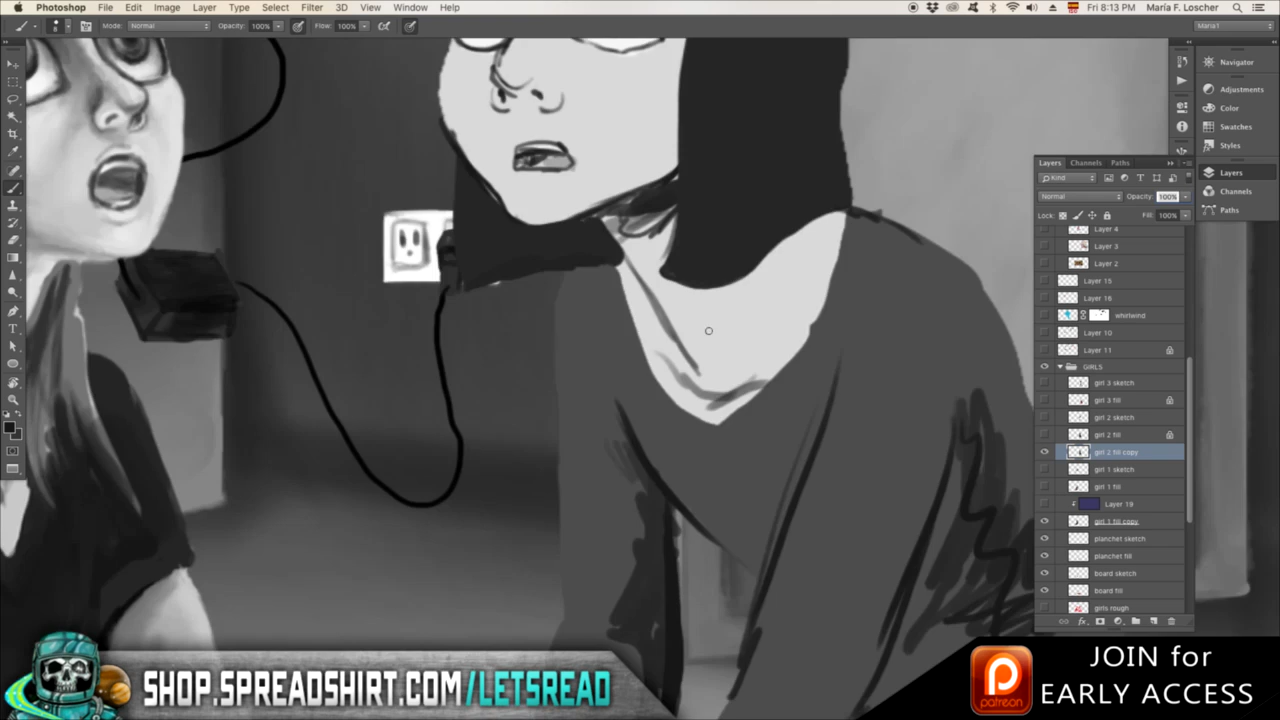 Photoshop File Edit Image Layer Type Select Filter 3D View Window Help
Fri 8:13 PM María F. Loscher
Mode: Normal Opacity: 100% Flow: 100%
Maria1
Navigator
Adjustments
Color
Swatches
Styles
Layers
Channels
Paths
Layers Channels Paths
Kind
Normal Opacity: 100%
Lock: Fill: 100%
Layer 4
Layer 3
Layer 2
Layer 15
Layer 16
whirlwind
Layer 10
Layer 11
GIRLS
girl 3 sketch
girl 3 fill
girl 2 sketch
girl 2 fill
girl 2 fill copy
girl 1 sketch
girl 1 fill
Layer 19
girl 1 fill copy
planchet sketch
planchet fill
board sketch
board fill
girls rough
SHOP.SPREADSHIRT.COM/LETSREAD
patreon
JOIN for
EARLY ACCESS